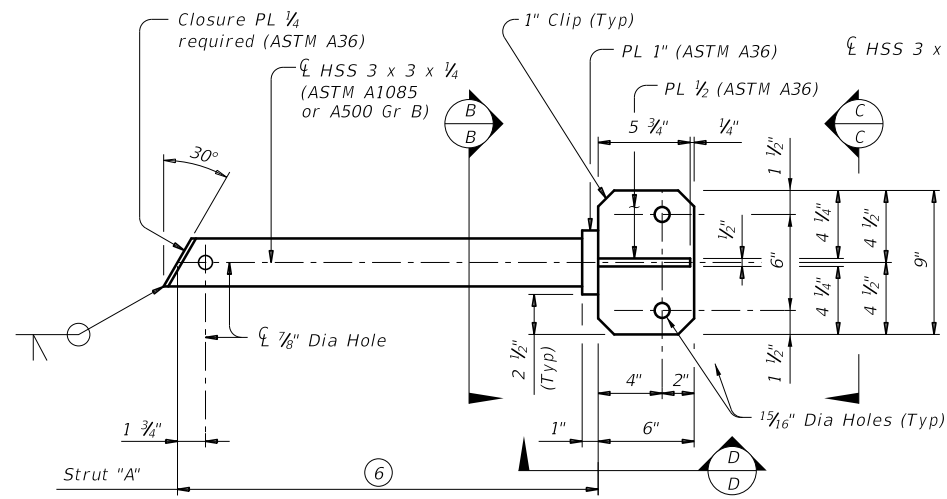 Closure PL ¼
required (ASTM A36)
℄ HSS 3 x 3 x ¼
(ASTM A1085
or A500 Gr B)
1" Clip (Typ)
PL 1" (ASTM A36)
PL ½ (ASTM A36)
℄ HSS 3 x
B
B
C
C
5 ¾"
¼"
1 ½"
30°
½"
6"
4 ¼"
4 ½"
9"
4 ¼"
4 ½"
1 ½"
℄ ⅞" Dia Hole
2 ½"
(Typ)
4"
2"
15/16" Dia Holes (Typ)
1 ¾"
1"
6"
D
D
Strut "A"
6